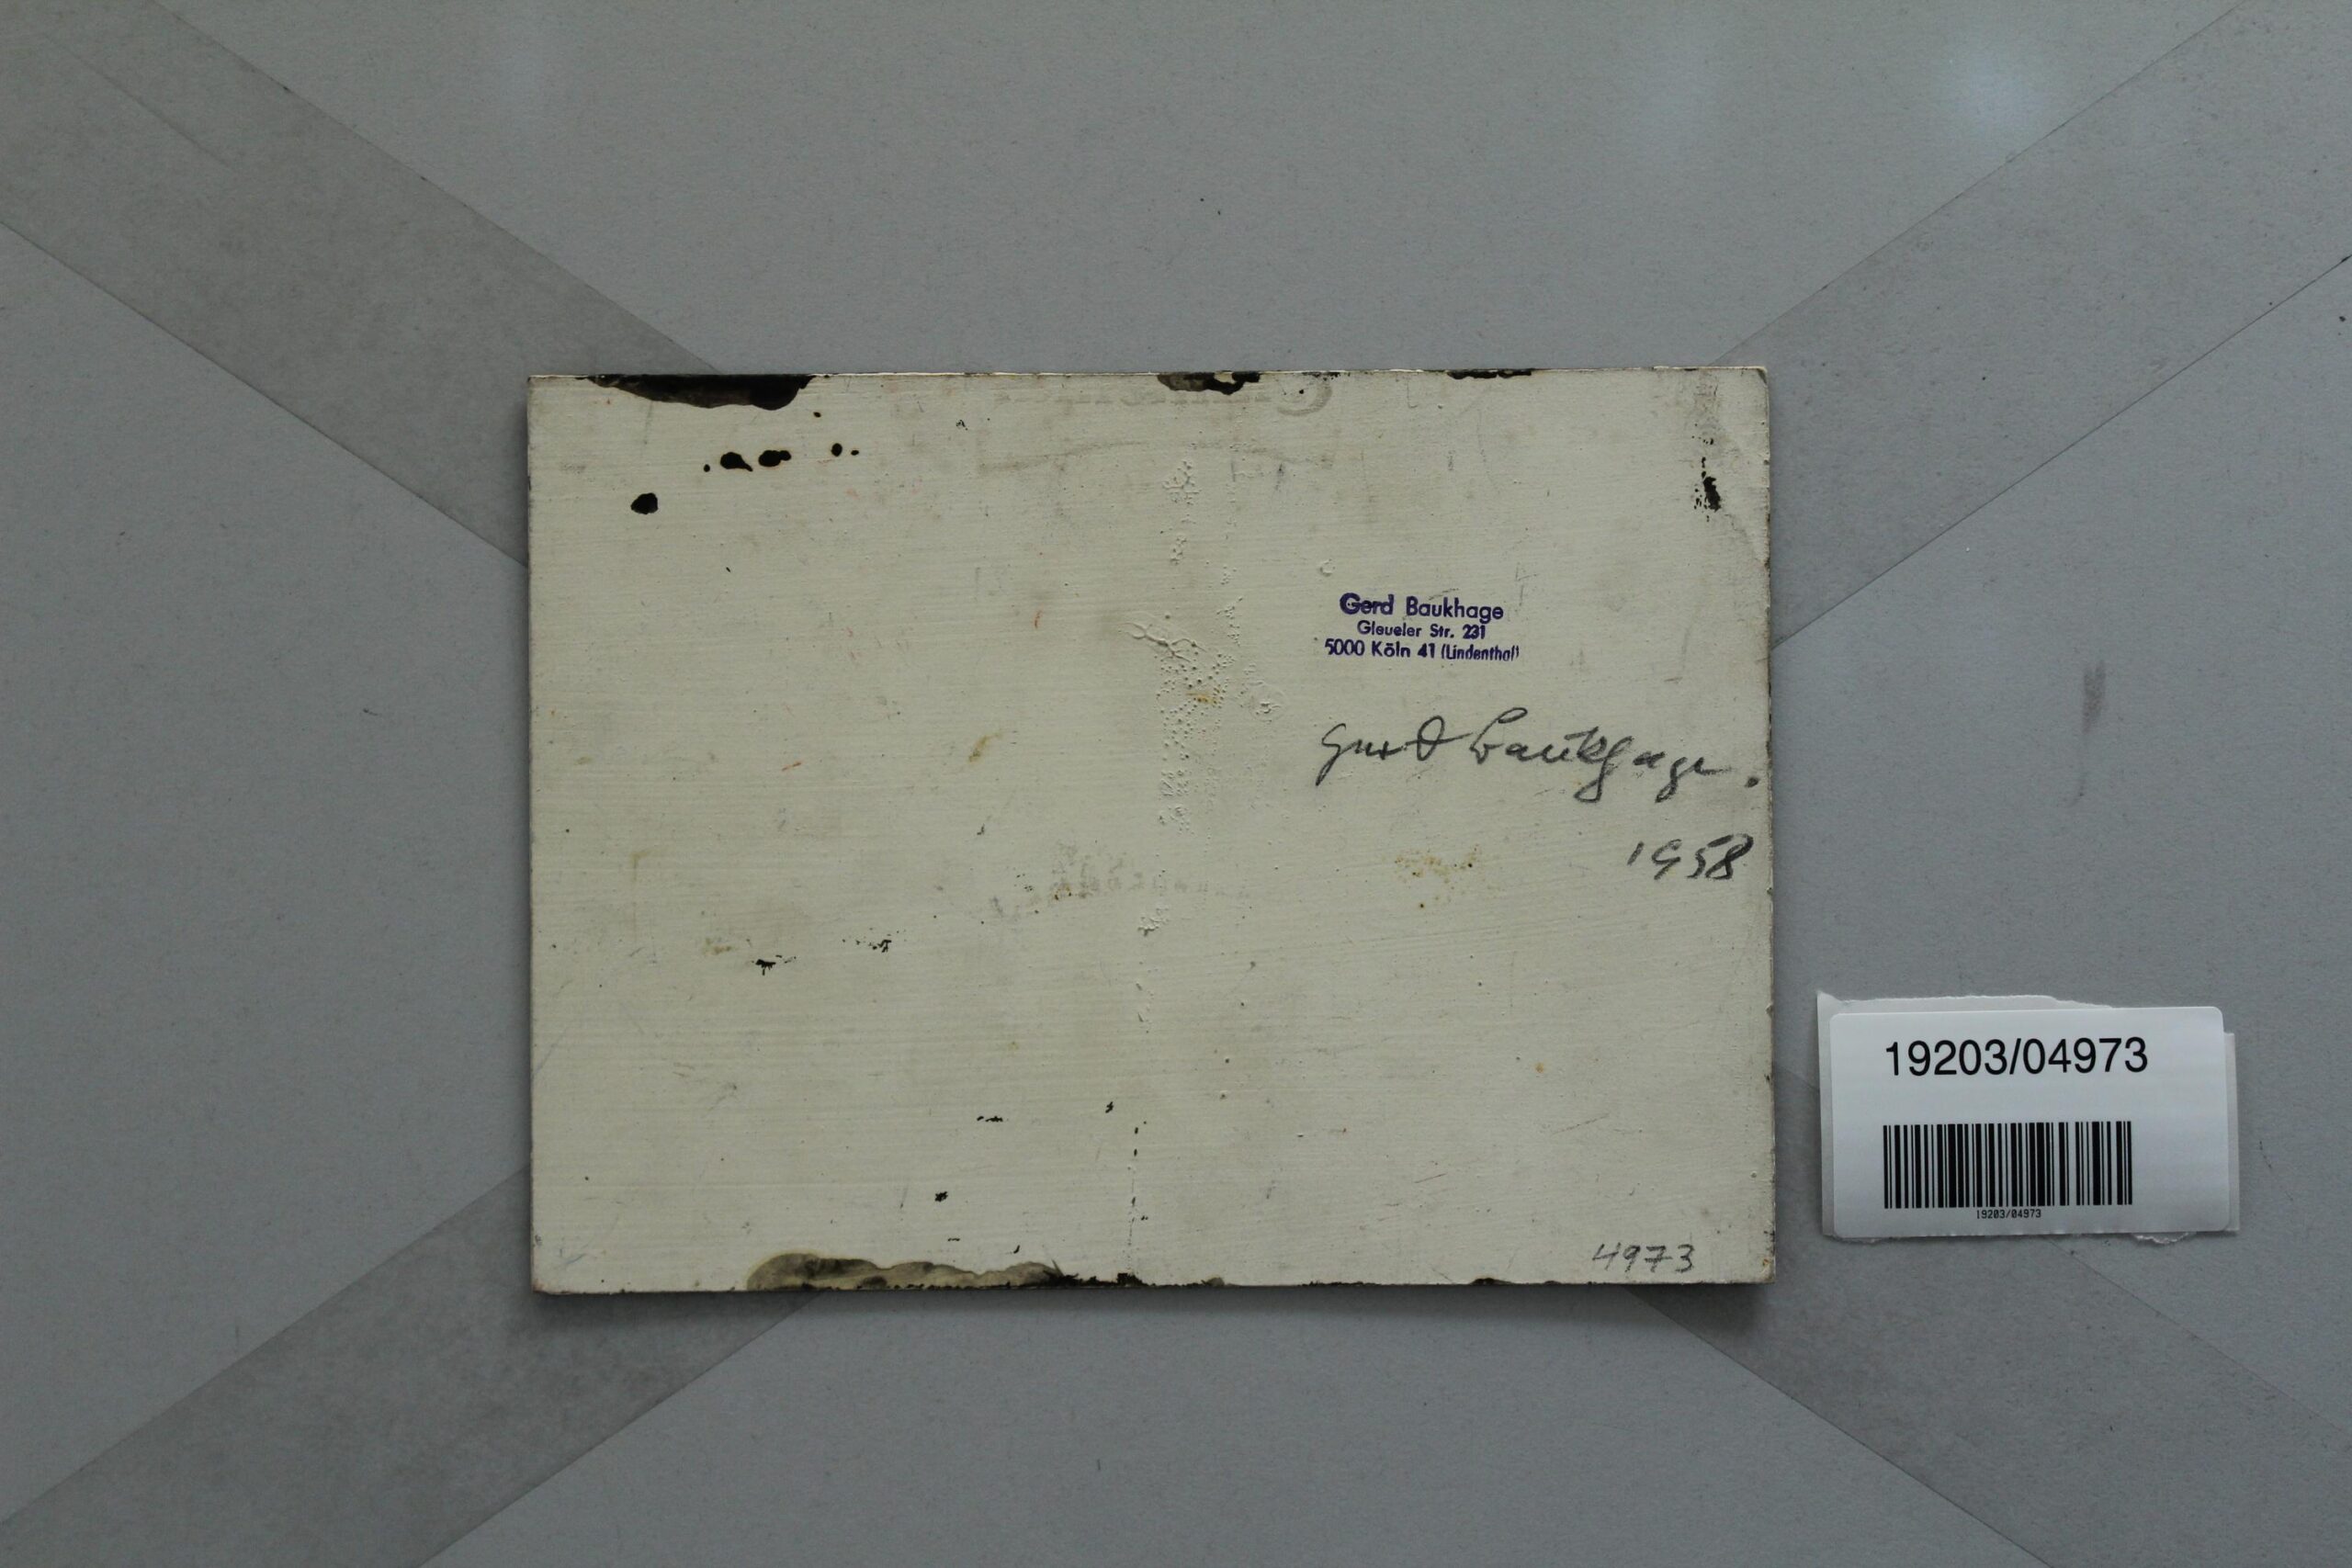 Gerd Baukhage
Gleueler Str. 231
5000 Köln 41 (Lindenthal)
Gerd Baukhage.
1958
4973
19203/04973
19203/04973